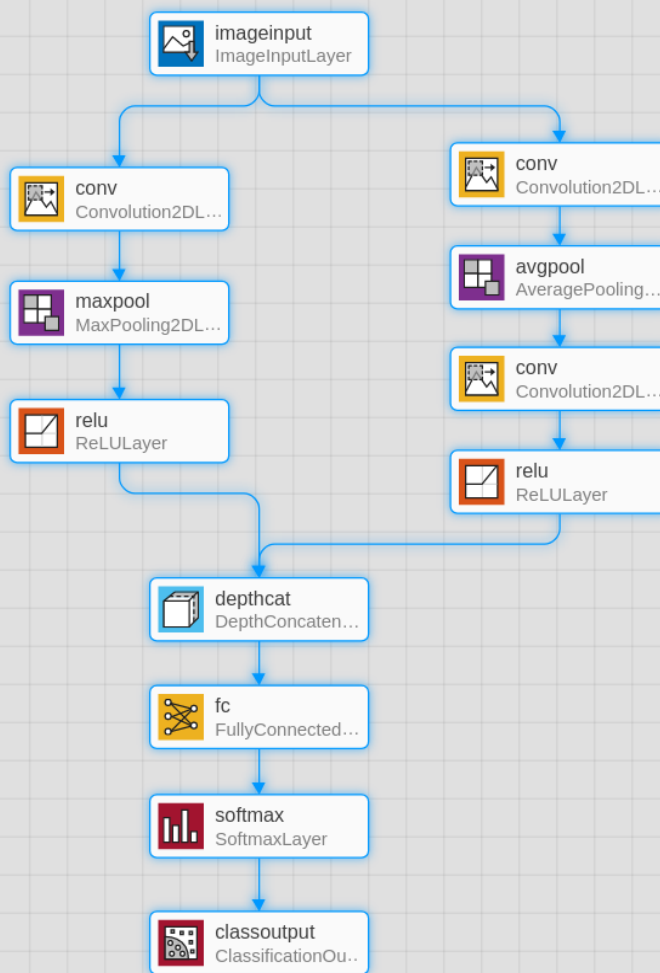 imageinput
ImageInputLayer
conv
Convolution2DL...
maxpool
MaxPooling2DL...
relu
ReLULayer
conv
Convolution2DL...
avgpool
AveragePooling...
conv
Convolution2DL...
relu
ReLULayer
depthcat
DepthConcaten...
fc
FullyConnected...
softmax
SoftmaxLayer
classoutput
ClassificationOu..